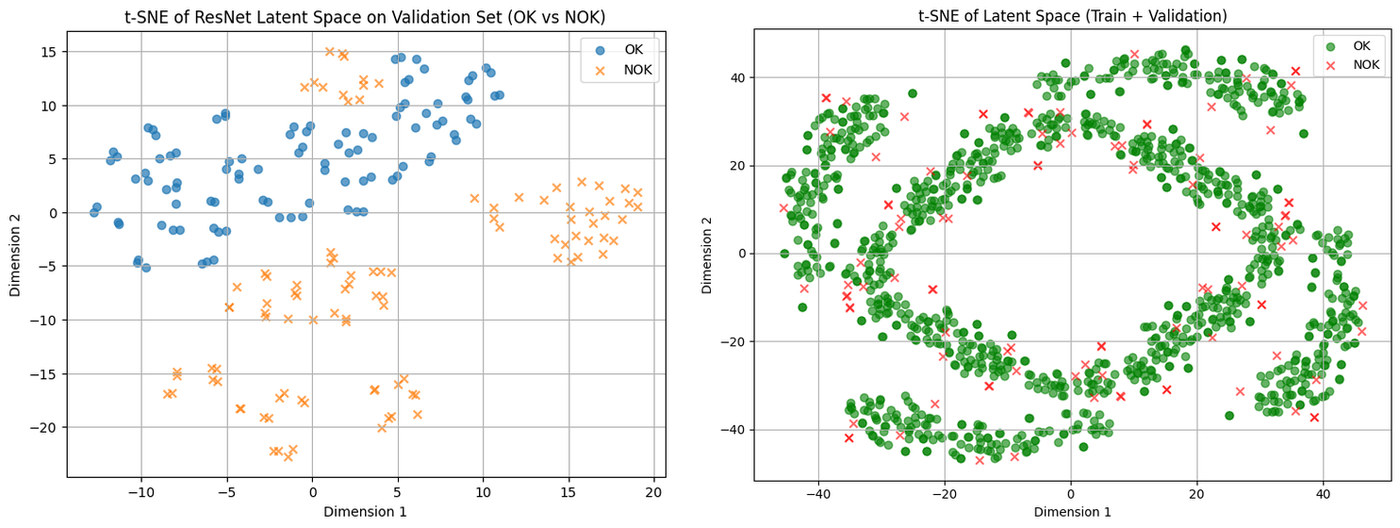 t-SNE of ResNet Latent Space on Validation Set (OK vs NOK)
OK
NOK
15
10
5
0
−5
−10
−15
−20
Dimension 2
−10
−5
0
5
10
15
20
Dimension 1
t-SNE of Latent Space (Train + Validation)
OK
NOK
40
20
0
−20
−40
Dimension 2
−40
−20
0
20
40
Dimension 1